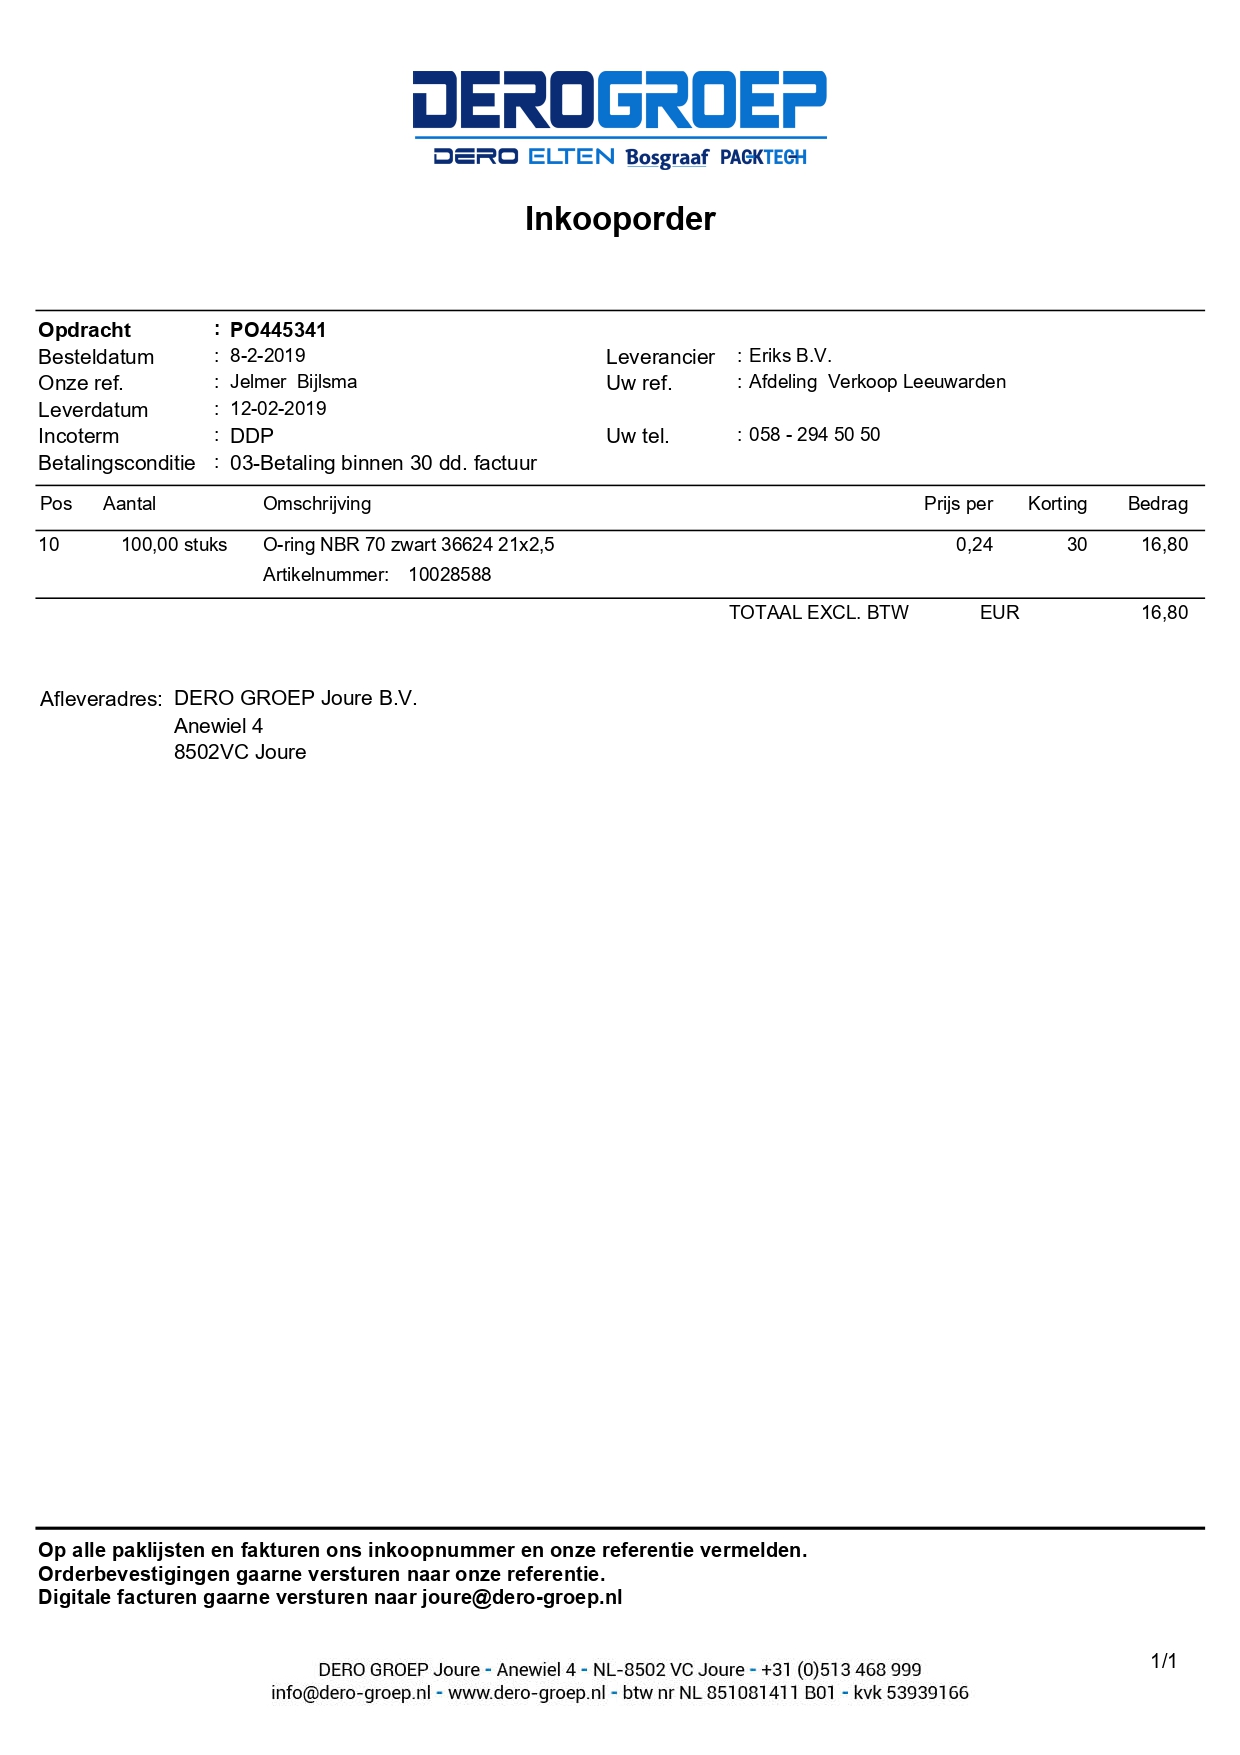 DEROGROEP
DERO ELTEN Bosgraaf PACKTECH
Inkooporder
Opdracht : PO445341
Besteldatum : 8-2-2019 Leverancier : Eriks B.V.
Onze ref. : Jelmer Bijlsma Uw ref. : Afdeling Verkoop Leeuwarden
Leverdatum : 12-02-2019
Incoterm : DDP Uw tel. : 058 - 294 50 50
Betalingsconditie : 03-Betaling binnen 30 dd. factuur
Pos Aantal Omschrijving Prijs per Korting Bedrag
10 100,00 stuks O-ring NBR 70 zwart 36624 21x2,5 0,24 30 16,80
Artikelnummer: 10028588
TOTAAL EXCL. BTW EUR 16,80
Afleveradres: DERO GROEP Joure B.V.
Anewiel 4
8502VC Joure
Op alle paklijsten en fakturen ons inkoopnummer en onze referentie vermelden.
Orderbevestigingen gaarne versturen naar onze referentie.
Digitale facturen gaarne versturen naar joure@dero-groep.nl
DERO GROEP Joure - Anewiel 4 - NL-8502 VC Joure - +31 (0)513 468 999
info@dero-groep.nl - www.dero-groep.nl - btw nr NL 851081411 B01 - kvk 53939166
1/1